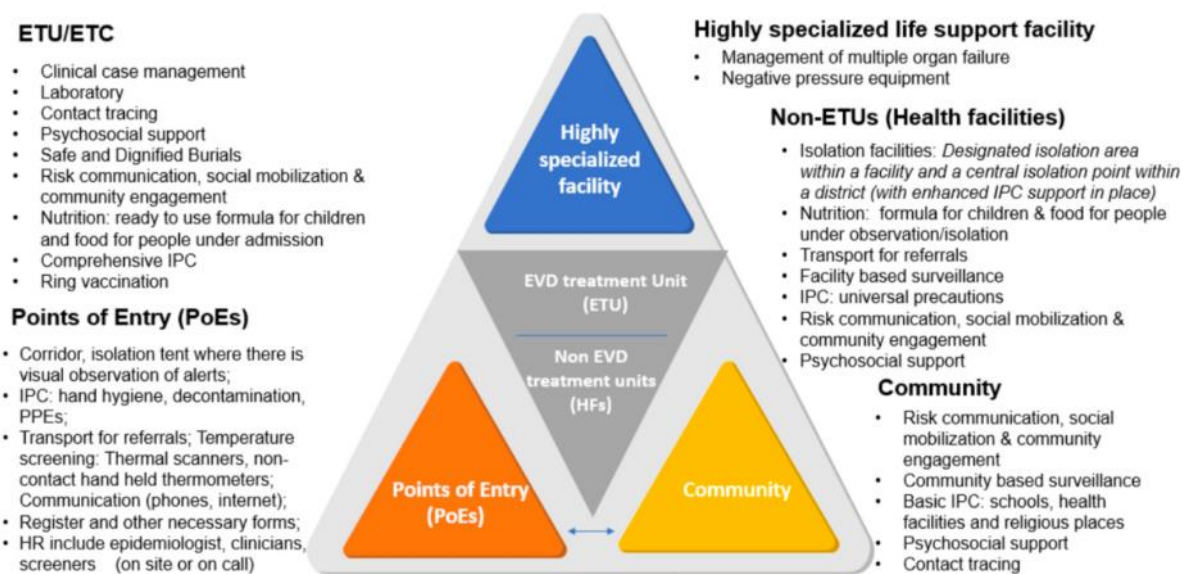 ETU/ETC
• Clinical case management
• Laboratory
• Contact tracing
• Psychosocial support
• Safe and Dignified Burials
• Risk communication, social mobilization &
community engagement
• Nutrition: ready to use formula for children
and food for people under admission
• Comprehensive IPC
• Ring vaccination
Points of Entry (PoEs)
• Corridor, isolation tent where there is
visual observation of alerts;
• IPC: hand hygiene, decontamination,
PPEs;
• Transport for referrals; Temperature
screening: Thermal scanners, non-
contact hand held thermometers;
Communication (phones, internet);
• Register and other necessary forms;
• HR include epidemiologist, clinicians,
screeners (on site or on call)
Highly
specialized
facility
EVD treatment Unit
(ETU)
Non EVD
treatment units
(HFs)
Points of Entry
(PoEs)
Community
Highly specialized life support facility
• Management of multiple organ failure
• Negative pressure equipment
Non-ETUs (Health facilities)
• Isolation facilities: Designated isolation area
within a facility and a central isolation point within
a district (with enhanced IPC support in place)
• Nutrition: formula for children & food for people
under observation/isolation
• Transport for referrals
• Facility based surveillance
• IPC: universal precautions
• Risk communication, social mobilization &
community engagement
• Psychosocial support
Community
• Risk communication, social
mobilization & community
engagement
• Community based surveillance
• Basic IPC: schools, health
facilities and religious places
• Psychosocial support
• Contact tracing